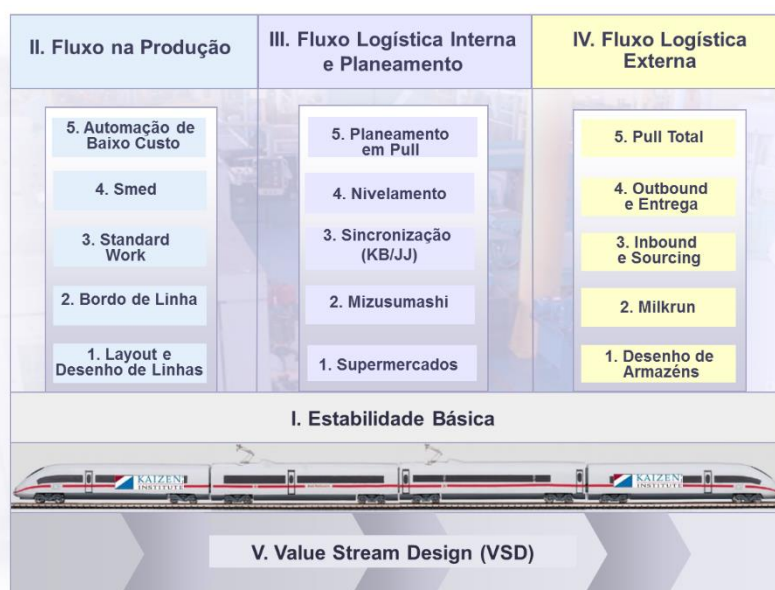 II. Fluxo na Produção
III. Fluxo Logística Interna
e Planeamento
IV. Fluxo Logística
Externa
5. Automação de
Baixo Custo
4. Smed
3. Standard
Work
2. Bordo de Linha
1. Layout e
Desenho de Linhas
5. Planeamento
em Pull
4. Nivelamento
3. Sincronização
(KB/JJ)
2. Mizusumashi
1. Supermercados
5. Pull Total
4. Outbound
e Entrega
3. Inbound
e Sourcing
2. Milkrun
1. Desenho de
Armazéns
I. Estabilidade Básica
KAIZEN
INSTITUTE
KAIZEN
INSTITUTE
V. Value Stream Design (VSD)